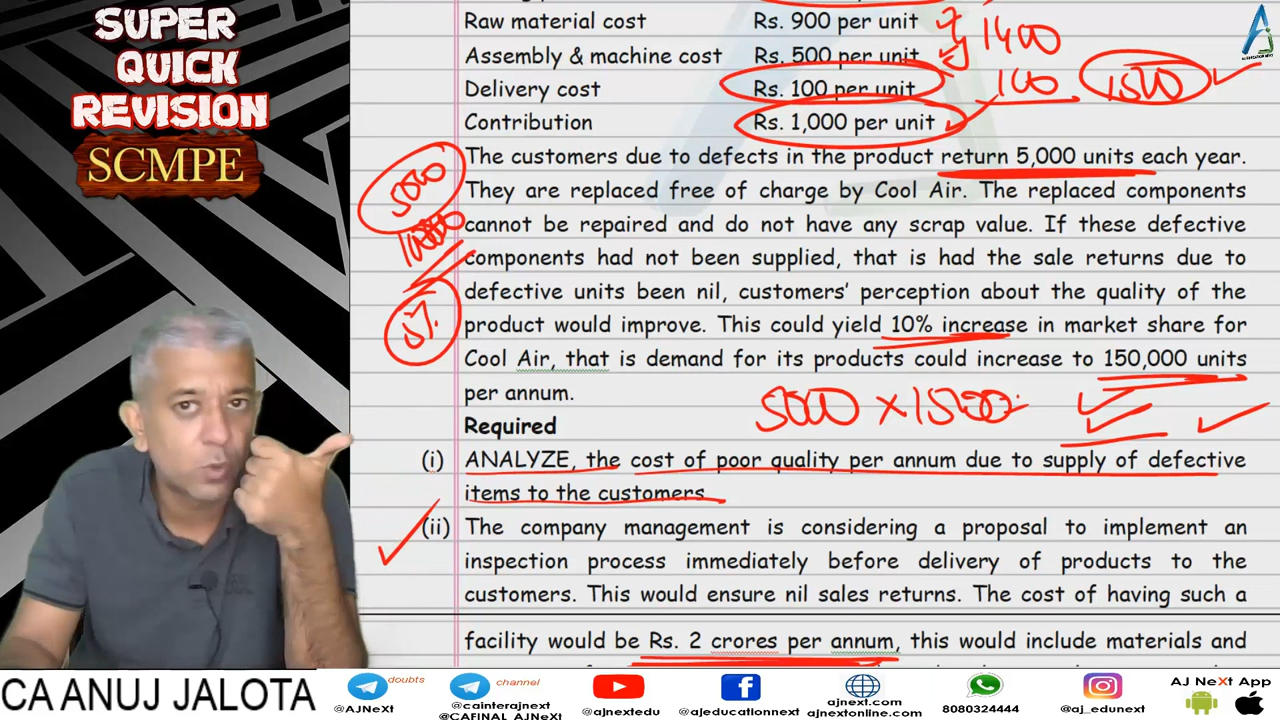 SUPER
QUICK
REVISION
SCMPE
Raw material cost Rs. 900 per unit
1400
Assembly & machine cost Rs. 500 per unit
Delivery cost Rs. 100 per unit
100
1500
Contribution Rs. 1,000 per unit
The customers due to defects in the product return 5,000 units each year.
They are replaced free of charge by Cool Air. The replaced components
cannot be repaired and do not have any scrap value. If these defective
components had not been supplied, that is had the sale returns due to
defective units been nil, customers' perception about the quality of the
product would improve. This could yield 10% increase in market share for
Cool Air, that is demand for its products could increase to 150,000 units
per annum.
5000
5%
5000 × 1500
Required
(i) ANALYZE, the cost of poor quality per annum due to supply of defective
items to the customers.
(ii) The company management is considering a proposal to implement an
inspection process immediately before delivery of products to the
customers. This would ensure nil sales returns. The cost of having such a
facility would be Rs. 2 crores per annum, this would include materials and
CA ANUJ JALOTA
doubts
@AJNeXt
channel
@cainterajnext
@CAFINAL_AJNeXt
@ajnextedu
@ajeducationnext
ajnext.com
ajnextonline.com
8080324444
@aj_edunext
AJ NeXt App